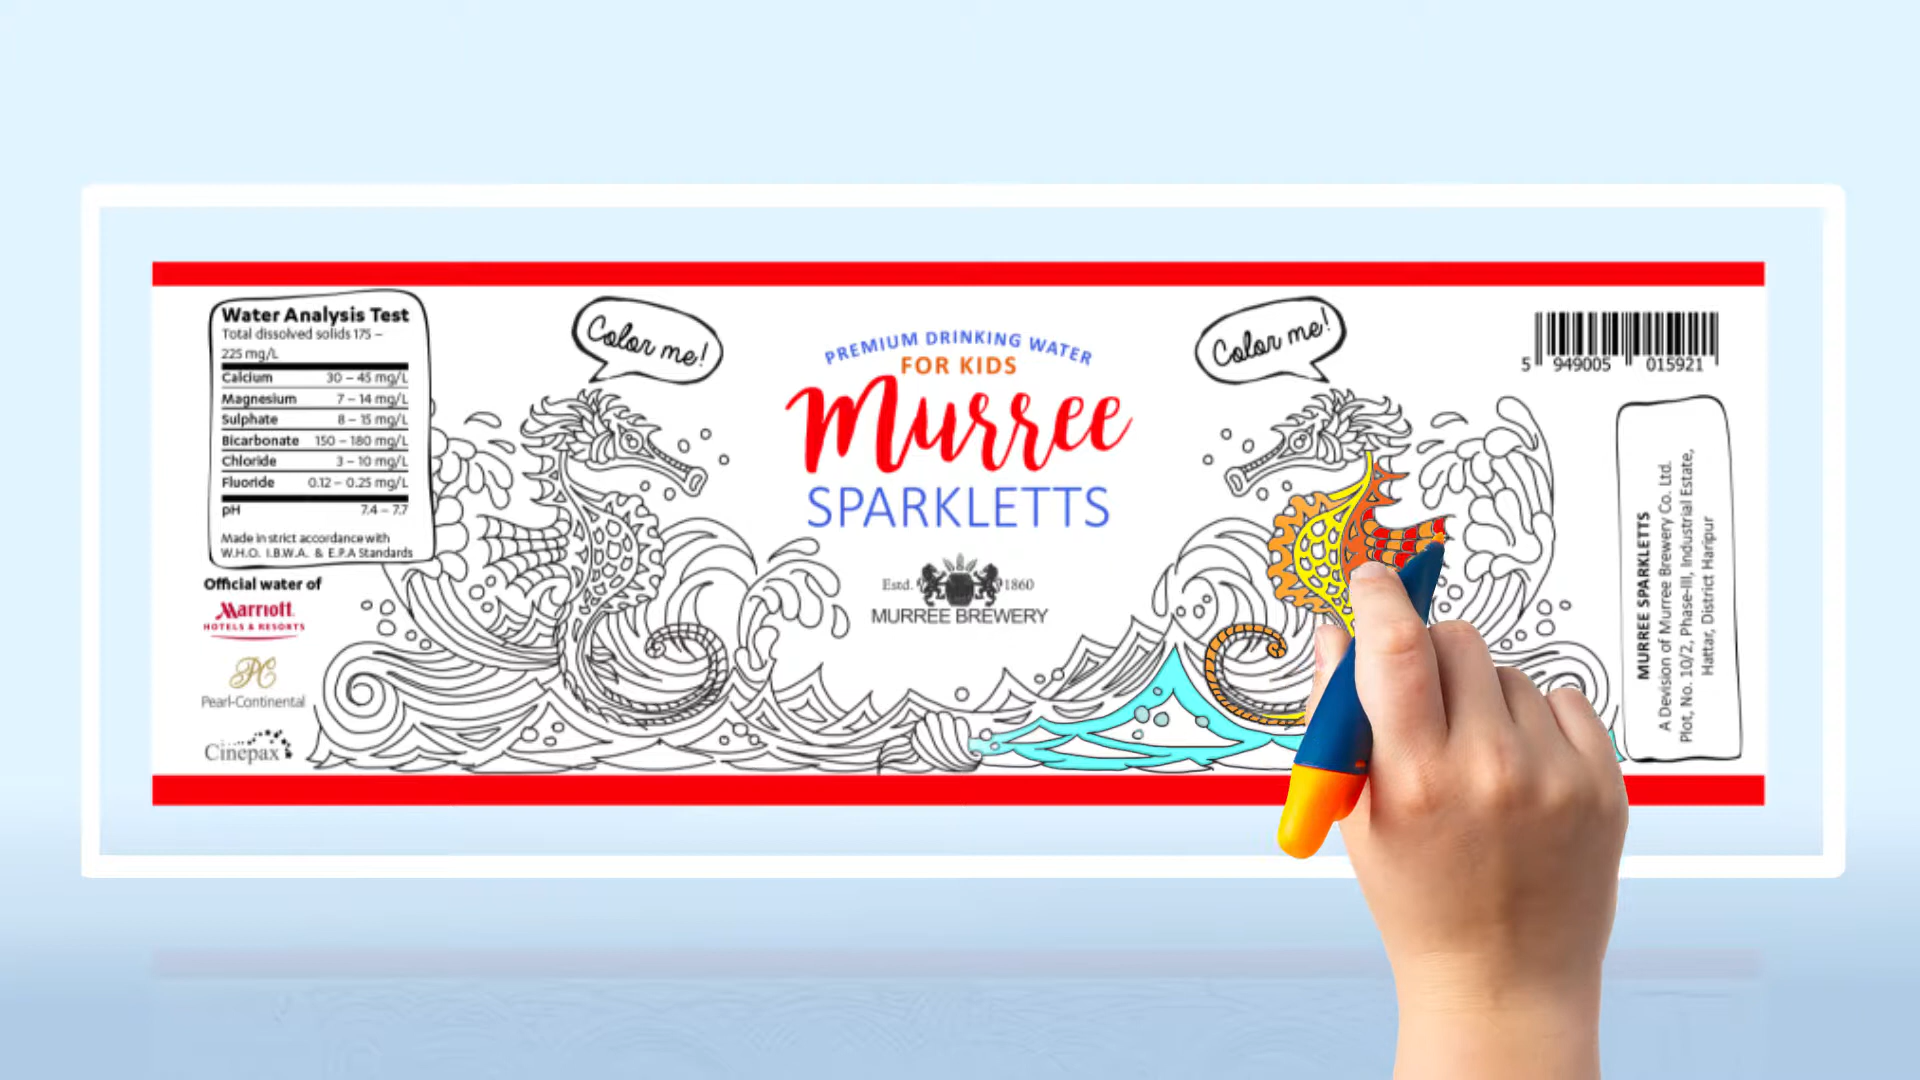 Water Analysis Test
Total dissolved solids 175 –
225 mg/L
Calcium 30 – 45 mg/L
Magnesium 7 – 14 mg/L
Sulphate 8 – 15 mg/L
Bicarbonate 150 – 180 mg/L
Chloride 3 – 10 mg/L
Fluoride 0.12 – 0.25 mg/L
pH 7.4 – 7.7
Made in strict accordance with
W.H.O. I.B.W.A. & E.P.A Standards
Official water of
Marriott
HOTELS & RESORTS
PC
Pearl-Continental
Cinepax
Color me!
PREMIUM DRINKING WATER
FOR KIDS
Murree
SPARKLETTS
Estd. 1860
MURREE BREWERY
Color me!
5 949005 015921
MURREE SPARKLETTS
A Devision of Murree Brewery Co. Ltd.
Plot, No. 10/2, Phase-III, Industrial Estate,
Hattar, District Haripur